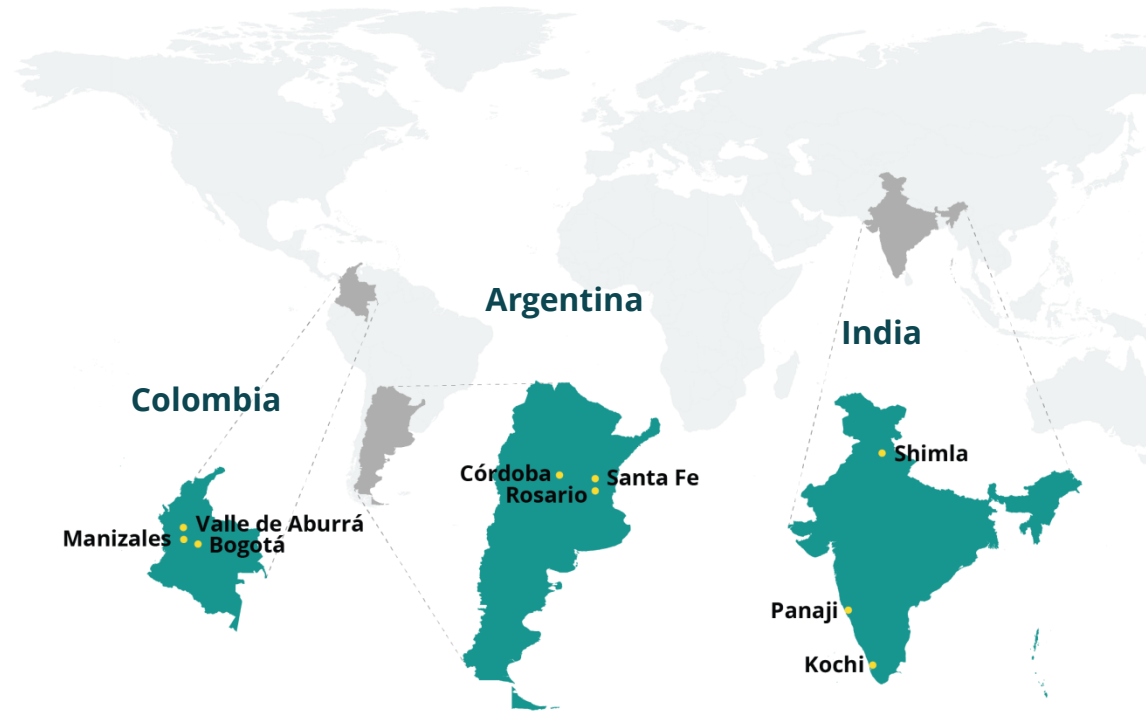 Argentina
India
Colombia
Córdoba
Santa Fe
Rosario
Shimla
Valle de Aburrá
Manizales
Bogotá
Panaji
Kochi